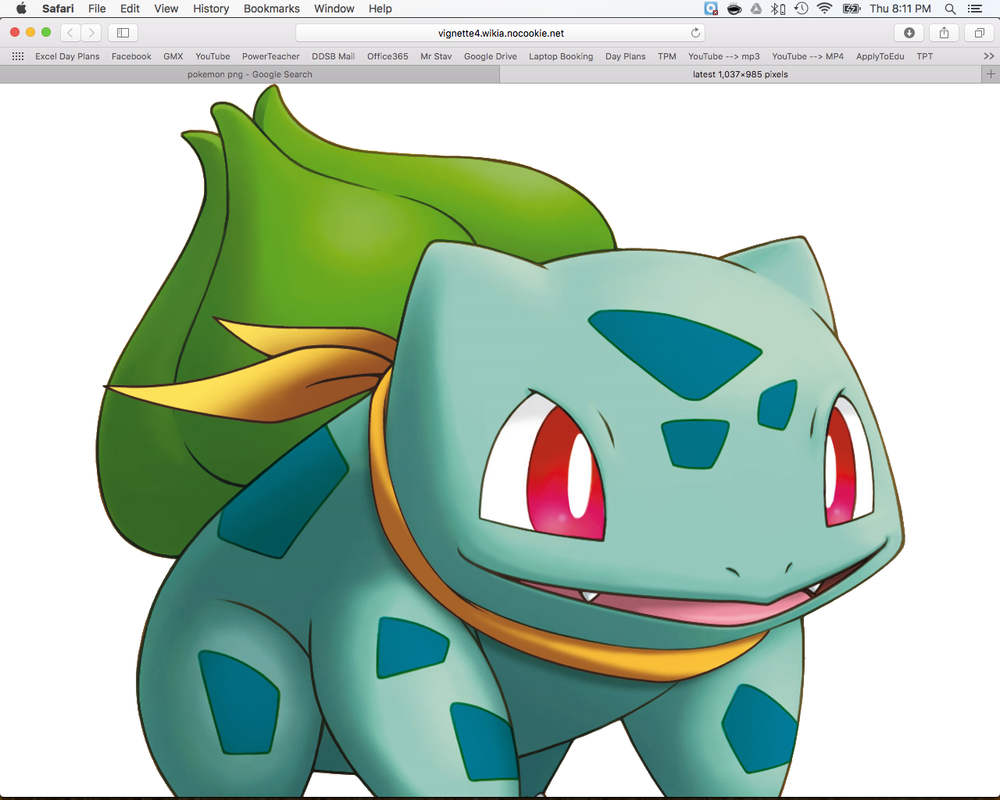 Safari File Edit View History Bookmarks Window Help Thu 8:11 PM
vignette4.wikia.nocookie.net
Excel Day Plans Facebook GMX YouTube PowerTeacher DDSB Mail Office365 Mr Stav Google Drive Laptop Booking Day Plans TPM YouTube --> mp3 YouTube --> MP4 ApplyToEdu TPT >>
pokemon png - Google Search latest 1,037×985 pixels